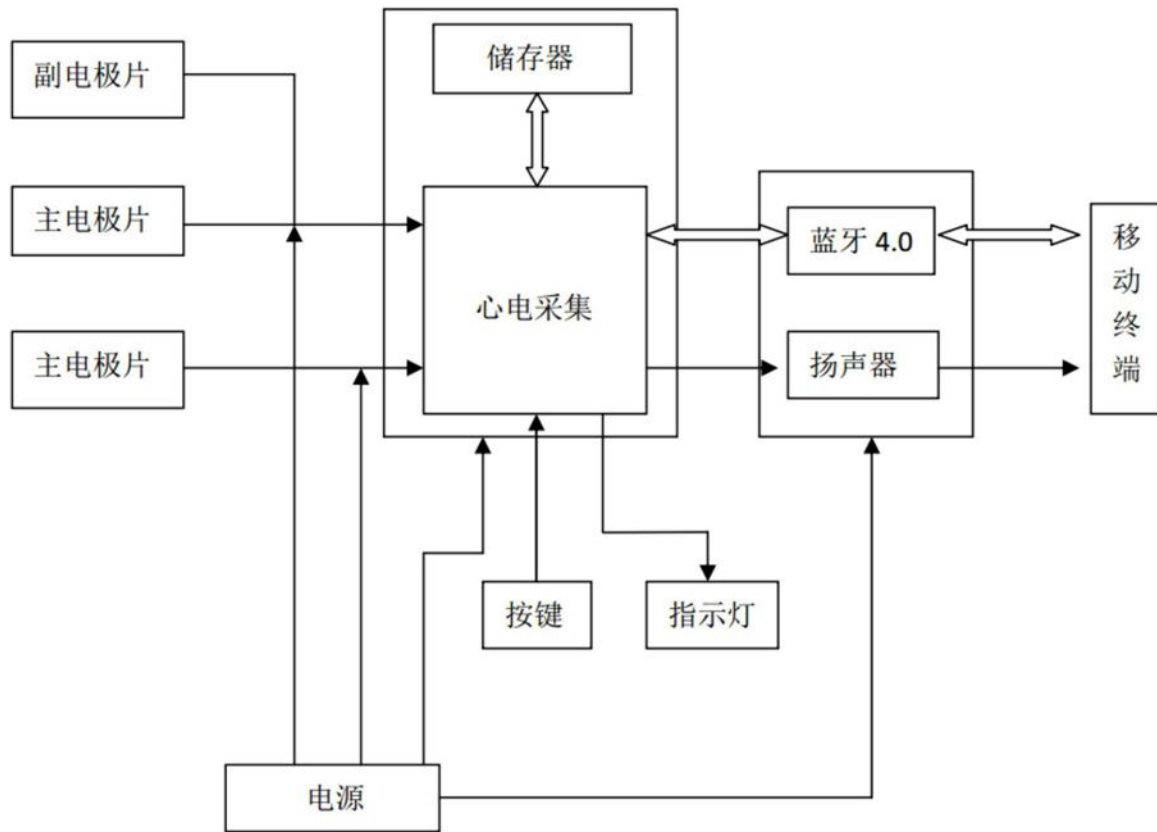 储存器
副电极片
主电极片
心电采集
蓝牙 4.0
移动终端
主电极片
扬声器
按键
指示灯
电源